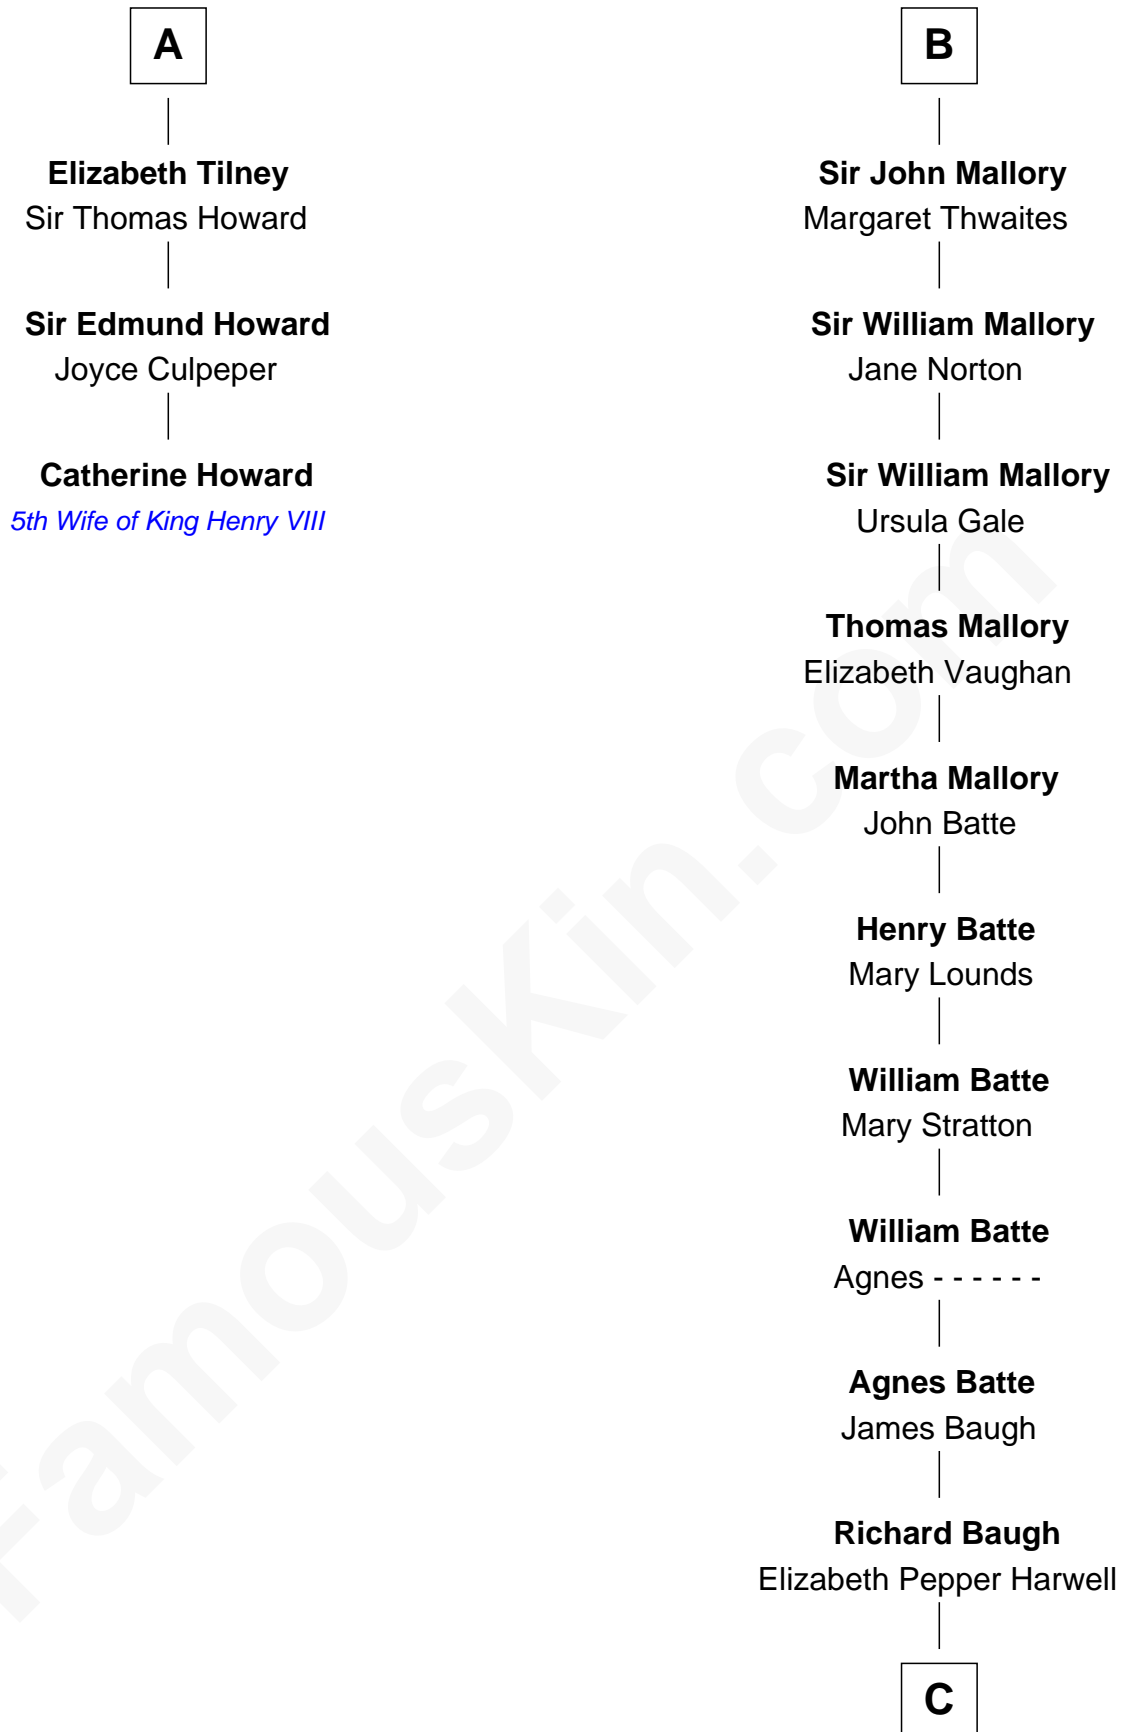 A
Elizabeth Tilney
Sir Thomas Howard
Sir Edmund Howard
Joyce Culpeper
Catherine Howard
5th Wife of King Henry VIII
B
Sir John Mallory
Margaret Thwaites
Sir William Mallory
Jane Norton
Sir William Mallory
Ursula Gale
Thomas Mallory
Elizabeth Vaughan
Martha Mallory
John Batte
Henry Batte
Mary Lounds
William Batte
Mary Stratton
William Batte
Agnes - - - - - -
Agnes Batte
James Baugh
Richard Baugh
Elizabeth Pepper Harwell
C
FamousKin.com